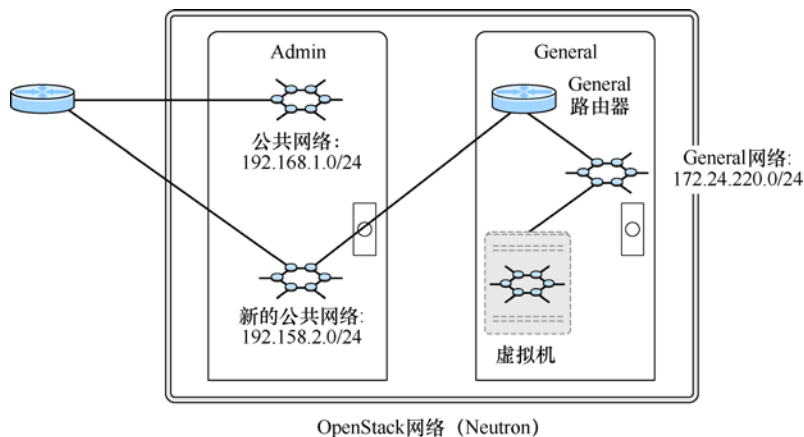 Admin
公共网络：
192.168.1.0/24
新的公共网络:
192.158.2.0/24
General
General
路由器
General网络:
172.24.220.0/24
虚拟机
OpenStack网络（Neutron）